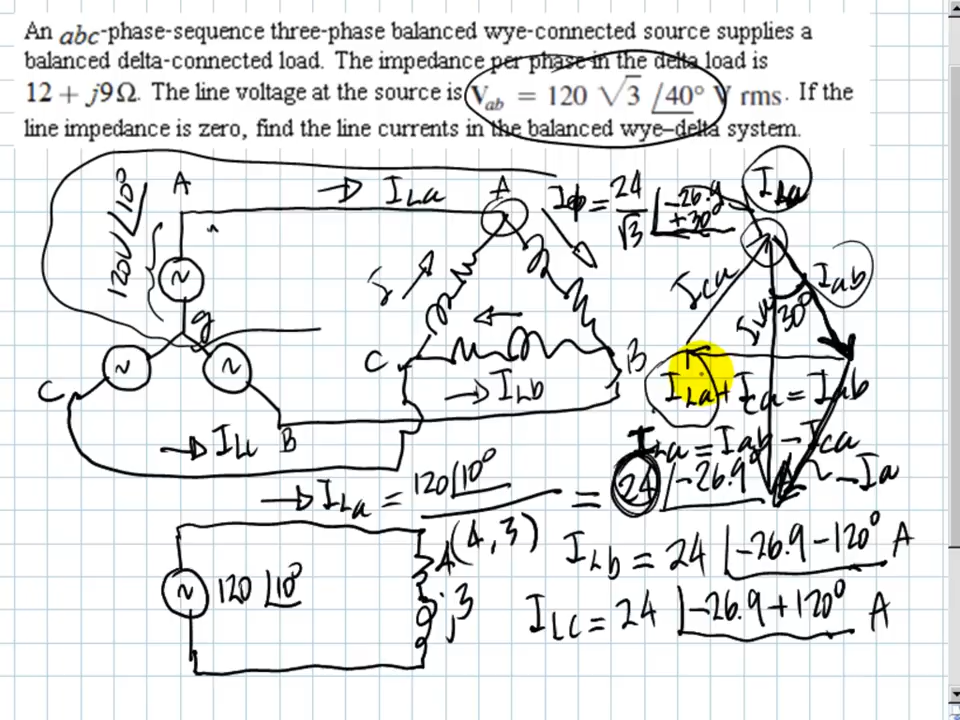 An abc-phase-sequence three-phase balanced wye-connected source supplies a
balanced delta-connected load. The impedance per phase in the delta load is
12 + j9Ω. The line voltage at the source is V_ab = 120 √3 /40° V rms. If the
line impedance is zero, find the line currents in the balanced wye–delta system.
A
→ I_La
A
Iφ = 24/√3 ∠-26.9 +30°
I_La
120V ∠10°
I_ca
I_ab
30°
g
C
C
B
→ I_Lb
I_La + I_ca = I_ab
→ I_Lc
B
I_La = I_ab - I_ca
→ I_La = 120∠10° / (4,3) = 24 ∠-26.9°
-I_a
I_Lb = 24 ∠-26.9-120° A
120 ∠10°
4
j3
I_LC = 24 ∠-26.9+120° A